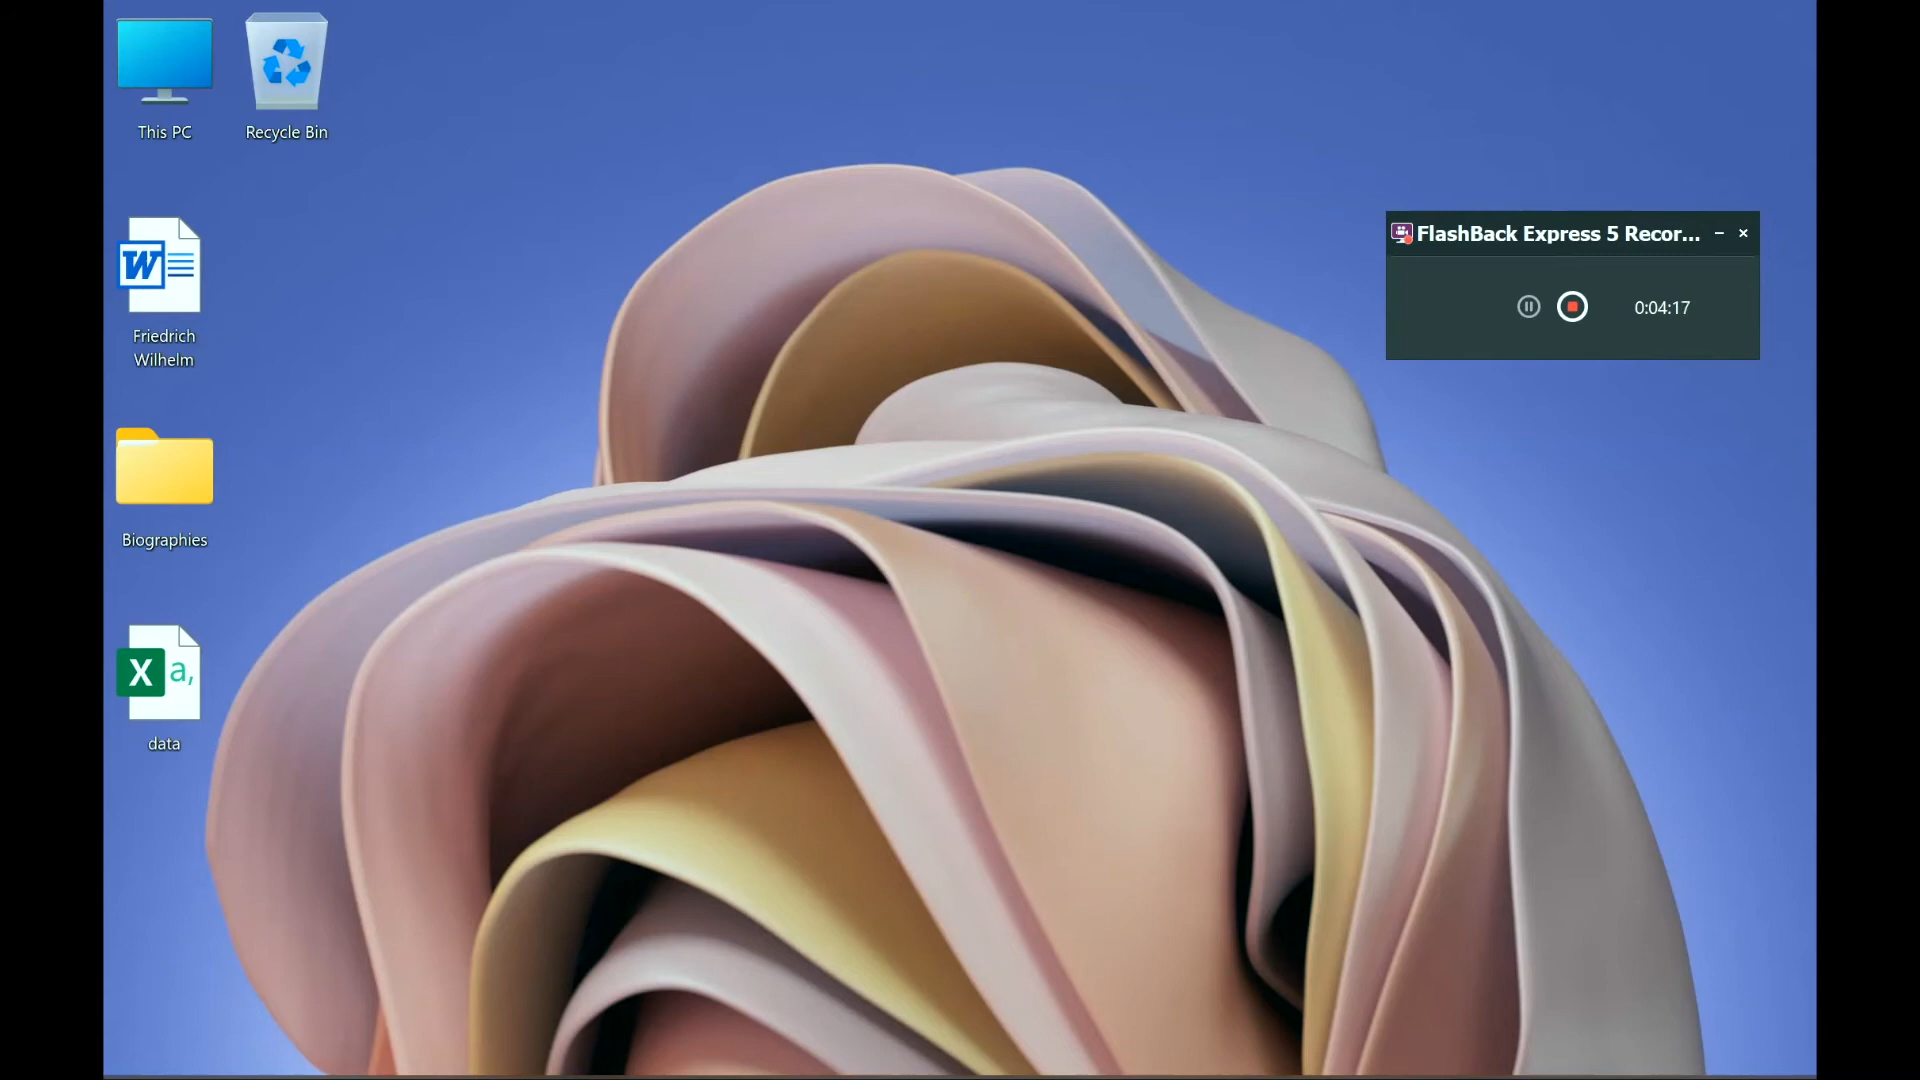 This PC
Recycle Bin
FlashBack Express 5 Recor...
0:04:17
W
Friedrich
Wilhelm
Biographies
X a,
data